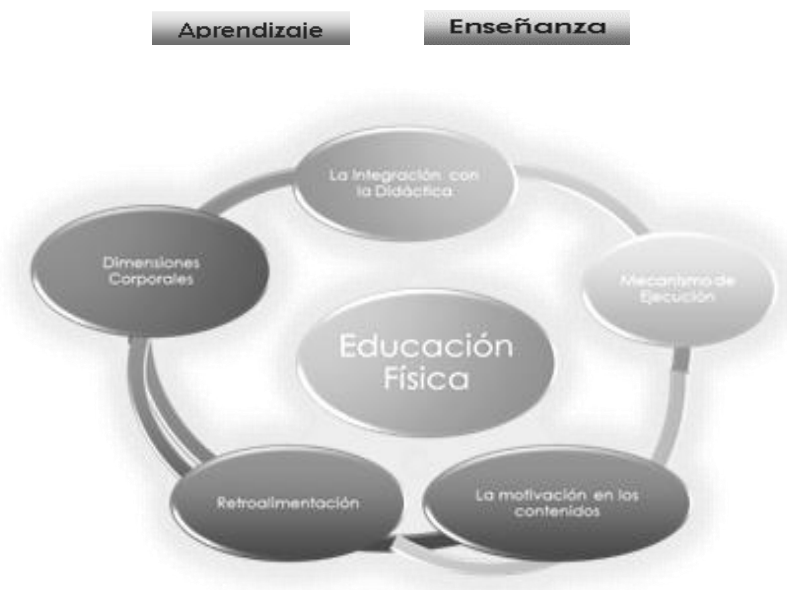 Aprendizaje
Enseñanza
La Integración con
la Didáctica
Dimensiones
Corporales
Mecanismo de
Ejecución
Educación
Física
Retroalimentación
La motivación en los
contenidos